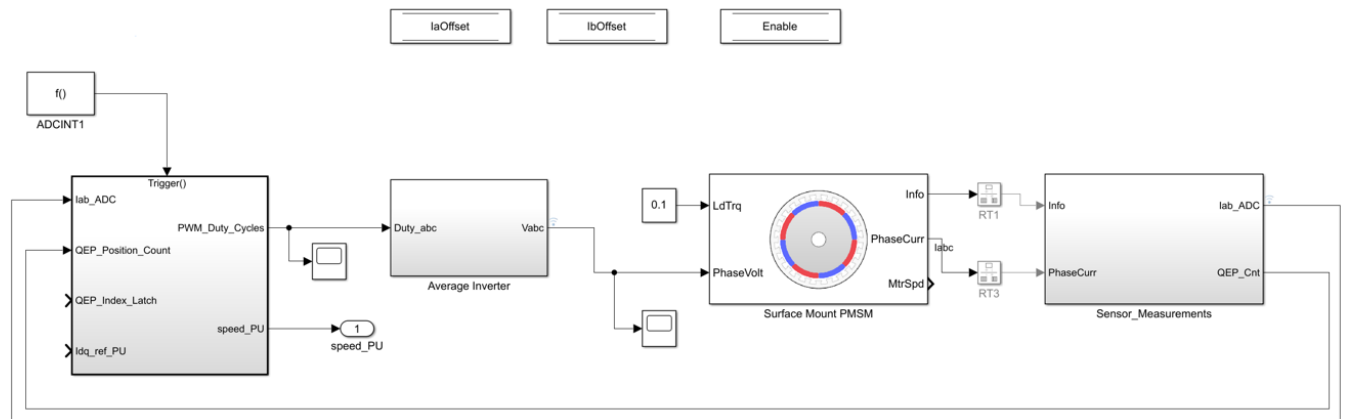 IaOffset
IbOffset
Enable
f()
ADCINT1
Trigger()
Iab_ADC
PWM_Duty_Cycles
QEP_Position_Count
QEP_Index_Latch
speed_PU
Idq_ref_PU
1
speed_PU
Duty_abc
Vabc
Average Inverter
0.1
LdTrq
Info
PhaseCurr
PhaseVolt
MtrSpd
Surface Mount PMSM
Iabc
RT1
RT3
Info
Iab_ADC
PhaseCurr
QEP_Cnt
Sensor_Measurements